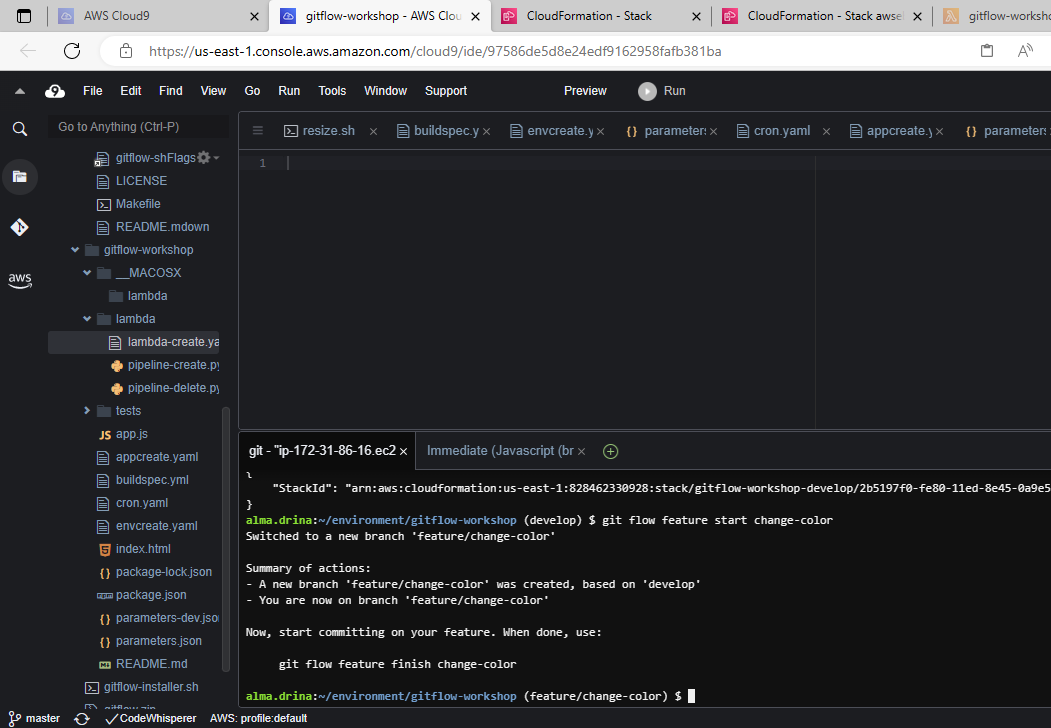 AWS Cloud9
gitflow-workshop - AWS Clou
CloudFormation - Stack
CloudFormation - Stack awsel
gitflow-worksho
https://us-east-1.console.aws.amazon.com/cloud9/ide/97586de5d8e24edf9162958fafb381ba
9 File Edit Find View Go Run Tools Window Support Preview Run
Go to Anything (Ctrl-P)
resize.sh
buildspec.y
envcreate.y
{} parameters
cron.yaml
appcreate.y
{} parameters
1
aws
gitflow-shFlags
LICENSE
Makefile
README.mdown
gitflow-workshop
__MACOSX
lambda
lambda
lambda-create.ya
pipeline-create.py
pipeline-delete.py
tests
JS app.js
appcreate.yaml
buildspec.yml
cron.yaml
envcreate.yaml
index.html
{} package-lock.json
package.json
{} parameters-dev.json
{} parameters.json
README.md
gitflow-installer.sh
gitflow.zip
git - "ip-172-31-86-16.ec2
Immediate (Javascript (br
{
"StackId": "arn:aws:cloudformation:us-east-1:828462330928:stack/gitflow-workshop-develop/2b5197f0-fe80-11ed-8e45-0a9e5
}
alma.drina:~/environment/gitflow-workshop (develop) $ git flow feature start change-color
Switched to a new branch 'feature/change-color'
Summary of actions:
- A new branch 'feature/change-color' was created, based on 'develop'
- You are now on branch 'feature/change-color'
Now, start committing on your feature. When done, use:
git flow feature finish change-color
alma.drina:~/environment/gitflow-workshop (feature/change-color) $
master CodeWhisperer AWS: profile:default